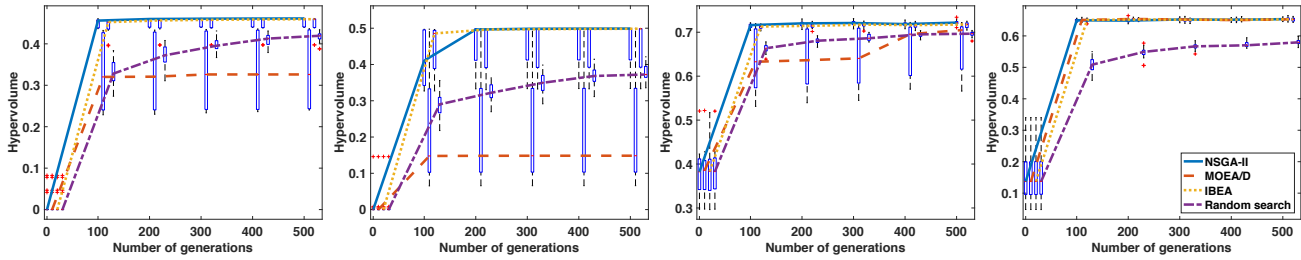 Hypervolume
0.4
0.3
0.2
0.1
0
0 100 200 300 400 500
Number of generations
Hypervolume
0.5
0.4
0.3
0.2
0.1
0
0 100 200 300 400 500
Number of generations
Hypervolume
0.7
0.6
0.5
0.4
0.3
0 100 200 300 400 500
Number of generations
Hypervolume
0.6
0.5
0.4
0.3
0.2
0.1
0 100 200 300 400 500
Number of generations
NSGA-II
MOEA/D
IBEA
Random search